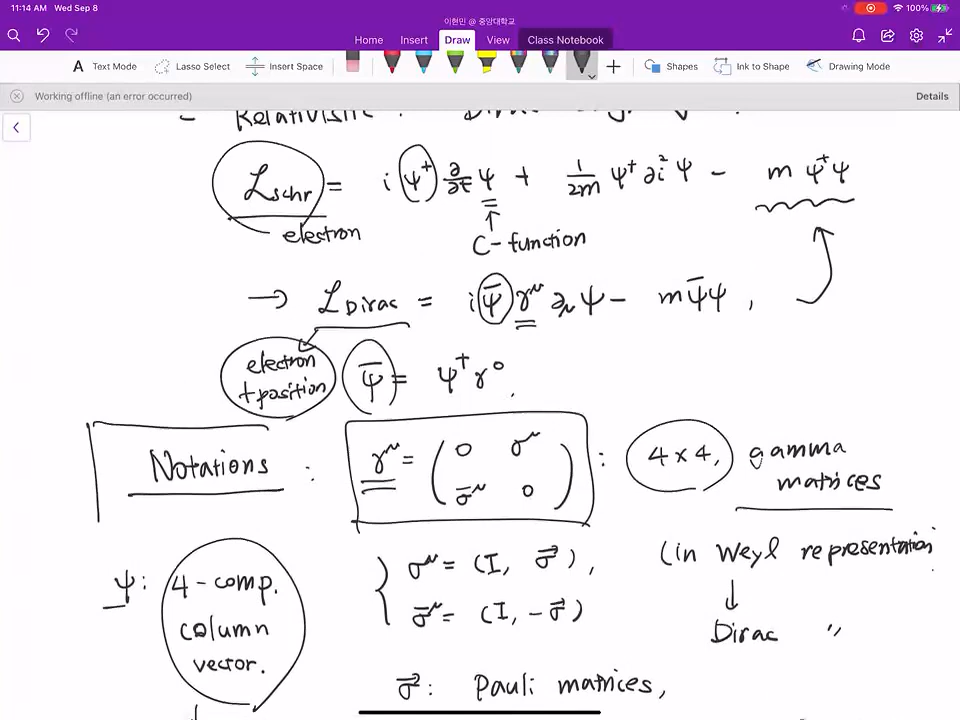 11:14 AM Wed Sep 8
100%
이현민 @ 중앙대학교
Home Insert Draw View Class Notebook
Text Mode Lasso Select Insert Space Shapes Ink to Shape Drawing Mode
Working offline (an error occurred) Details
L_Schr = i ψ† ∂/∂t ψ + 1/2m ψ† ∂i² ψ − m ψ†ψ
electron
↑
C-function
→ L_Dirac = i ψ̄ γ^μ ∂_μ ψ − m ψ̄ψ ,
electron
+position
ψ̄ = ψ† γ⁰.
Notations : γ^μ = ( 0 σ^μ
σ̄^μ 0 ) : 4×4, gamma
matrices
(in Weyl representation
↓
Dirac 〃
ψ: 4-comp.
column
vector.
{ σ^μ = (I, σ⃗),
σ̄^μ = (I, -σ⃗)
σ⃗ : Pauli matrices,